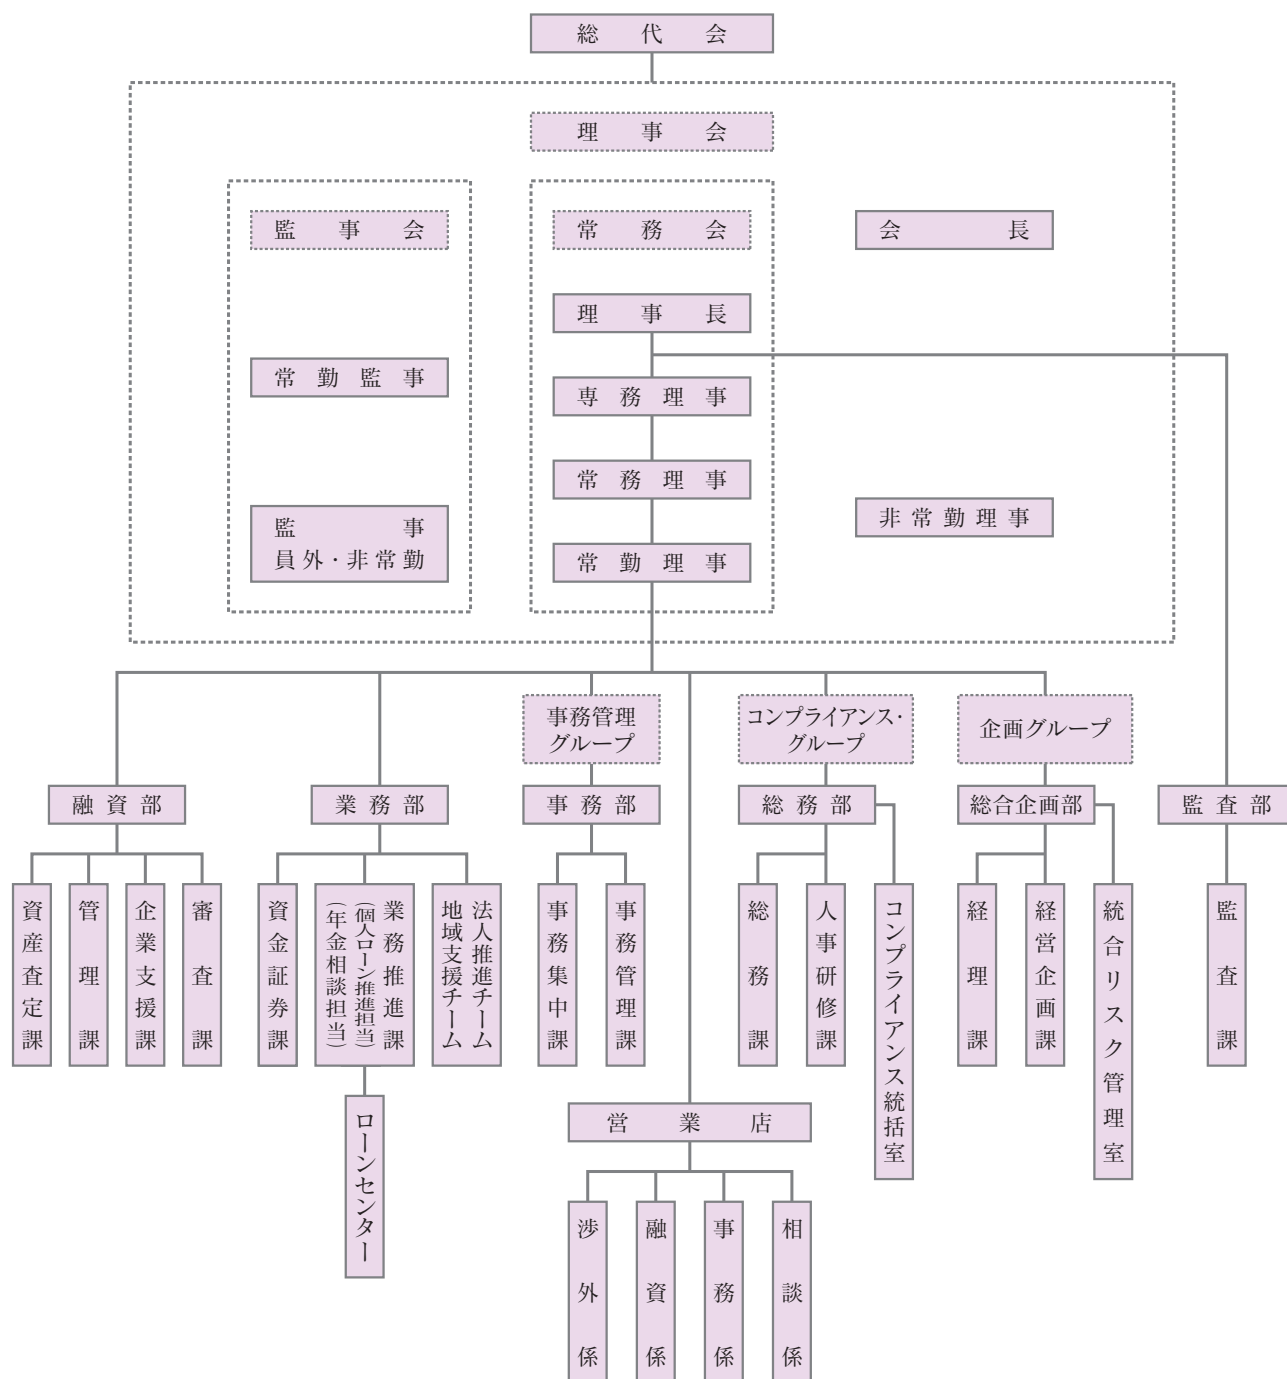 総代会
理事会
監事会
常務会
会長
理事長
常勤監事
専務理事
常務理事
監事
員外・非常勤
非常勤理事
常勤理事
事務管理
グループ
コンプライアンス・
グループ
企画グループ
融資部
業務部
事務部
総務部
総合企画部
監査部
資産査定課
管理課
企業支援課
審査課
資金証券課
業務推進課
(個人ローン推進担当)
(年金相談担当)
法人推進チーム
地域支援チーム
事務集中課
事務管理課
総務課
人事研修課
コンプライアンス統括室
経理課
経営企画課
統合リスク管理室
監査課
ローンセンター
営業店
渉外係
融資係
事務係
相談係